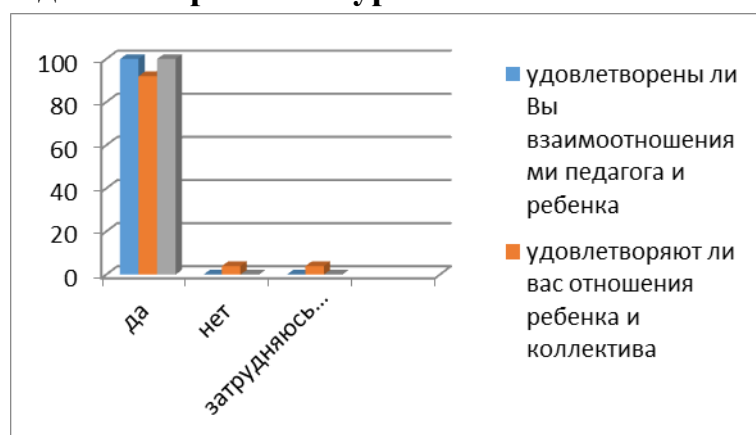 100
80
60
40
20
0
да
нет
затрудняюсь...
удовлетворены ли
Вы
взаимоотношения
ми педагога и
ребенка
удовлетворяют ли
вас отношения
ребенка и
коллектива